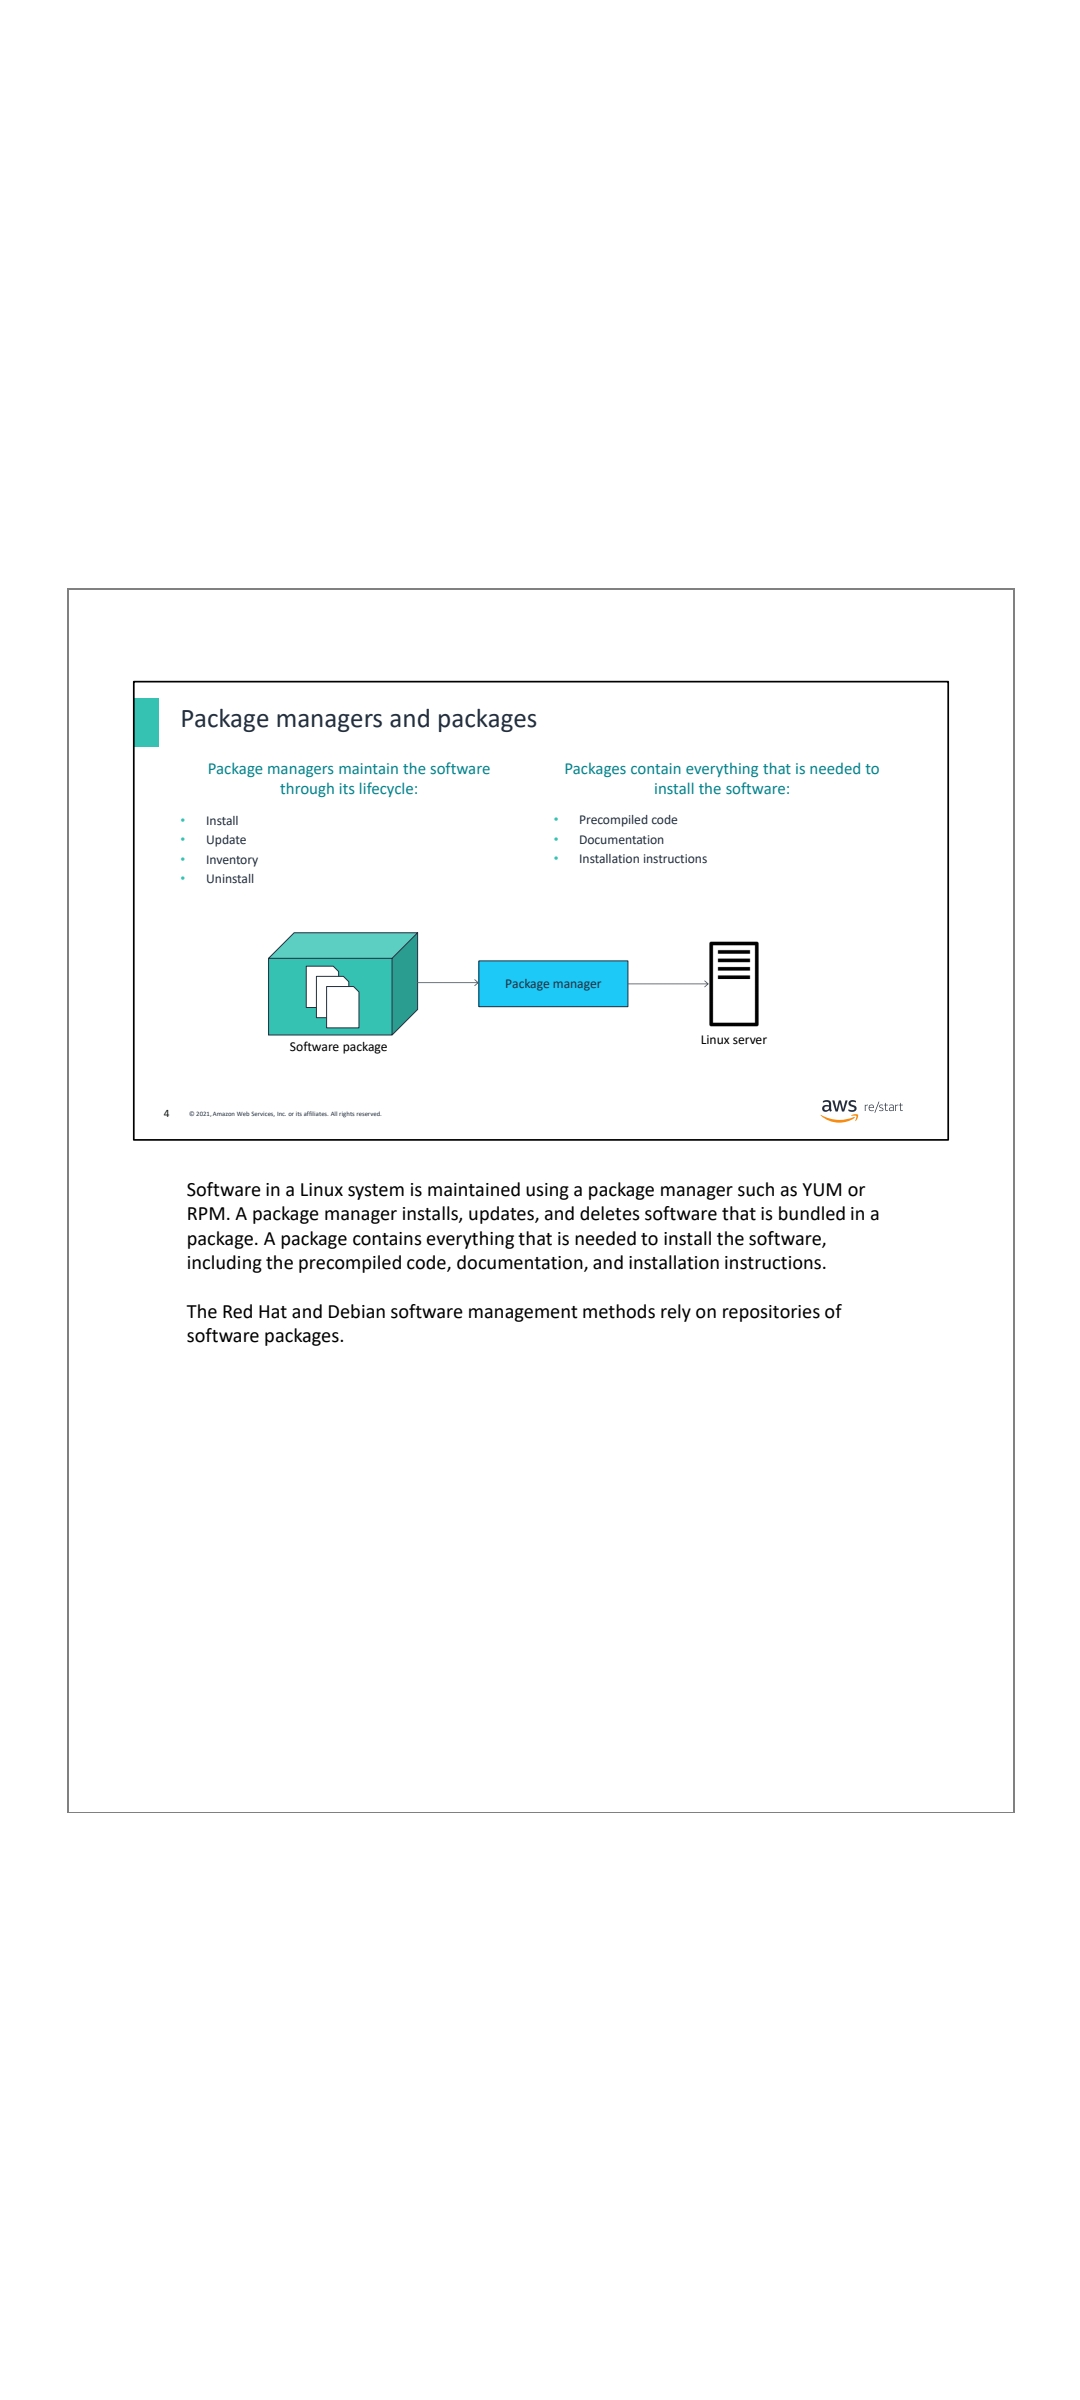 Package managers and packages
Package managers maintain the software
through its lifecycle:
• Install
• Update
• Inventory
• Uninstall
Packages contain everything that is needed to
install the software:
• Precompiled code
• Documentation
• Installation instructions
Software package
Package manager
Linux server
4
© 2021, Amazon Web Services, Inc. or its affiliates. All rights reserved.
aws re/start
Software in a Linux system is maintained using a package manager such as YUM or
RPM. A package manager installs, updates, and deletes software that is bundled in a
package. A package contains everything that is needed to install the software,
including the precompiled code, documentation, and installation instructions.
The Red Hat and Debian software management methods rely on repositories of
software packages.